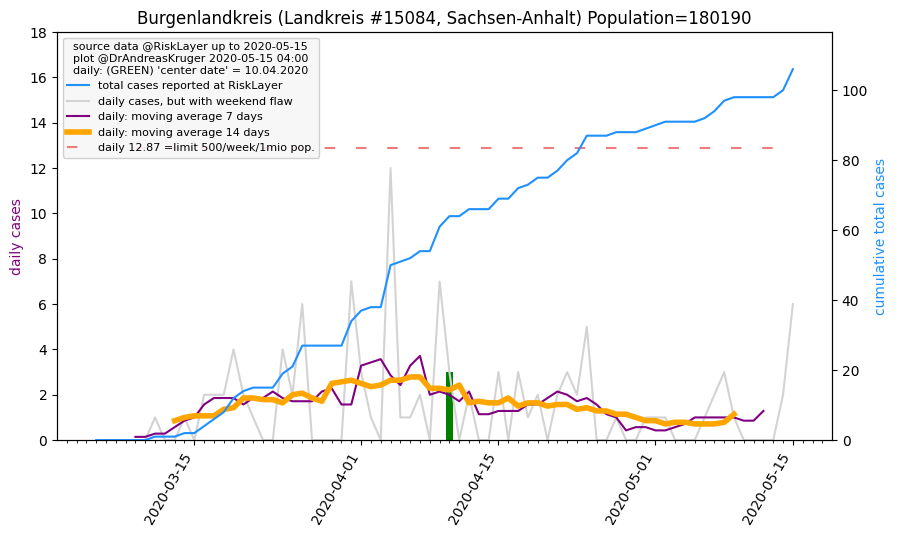 Burgenlandkreis (Landkreis #15084, Sachsen-Anhalt) Population=180190
source data @RiskLayer up to 2020-05-15
plot @DrAndreasKruger 2020-05-15 04:00
daily: (GREEN) 'center date' = 10.04.2020
total cases reported at RiskLayer
daily cases, but with weekend flaw
daily: moving average 7 days
daily: moving average 14 days
daily 12.87 =limit 500/week/1mio pop.
daily cases
18
16
14
12
10
8
6
4
2
0
cumulative total cases
100
80
60
40
20
0
2020-03-15
2020-04-01
2020-04-15
2020-05-01
2020-05-15